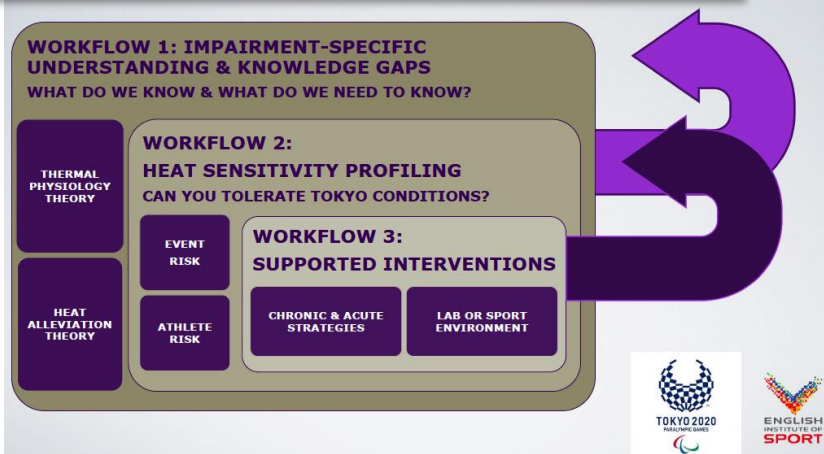 WORKFLOW 1: IMPAIRMENT-SPECIFIC
UNDERSTANDING & KNOWLEDGE GAPS
WHAT DO WE KNOW & WHAT DO WE NEED TO KNOW?
THERMAL
PHYSIOLOGY
THEORY
HEAT
ALLEVIATION
THEORY
WORKFLOW 2:
HEAT SENSITIVITY PROFILING
CAN YOU TOLERATE TOKYO CONDITIONS?
EVENT
RISK
ATHLETE
RISK
WORKFLOW 3:
SUPPORTED INTERVENTIONS
CHRONIC & ACUTE
STRATEGIES
LAB OR SPORT
ENVIRONMENT
TOKYO 2020
PARALYMPIC GAMES
ENGLISH
INSTITUTE OF
SPORT